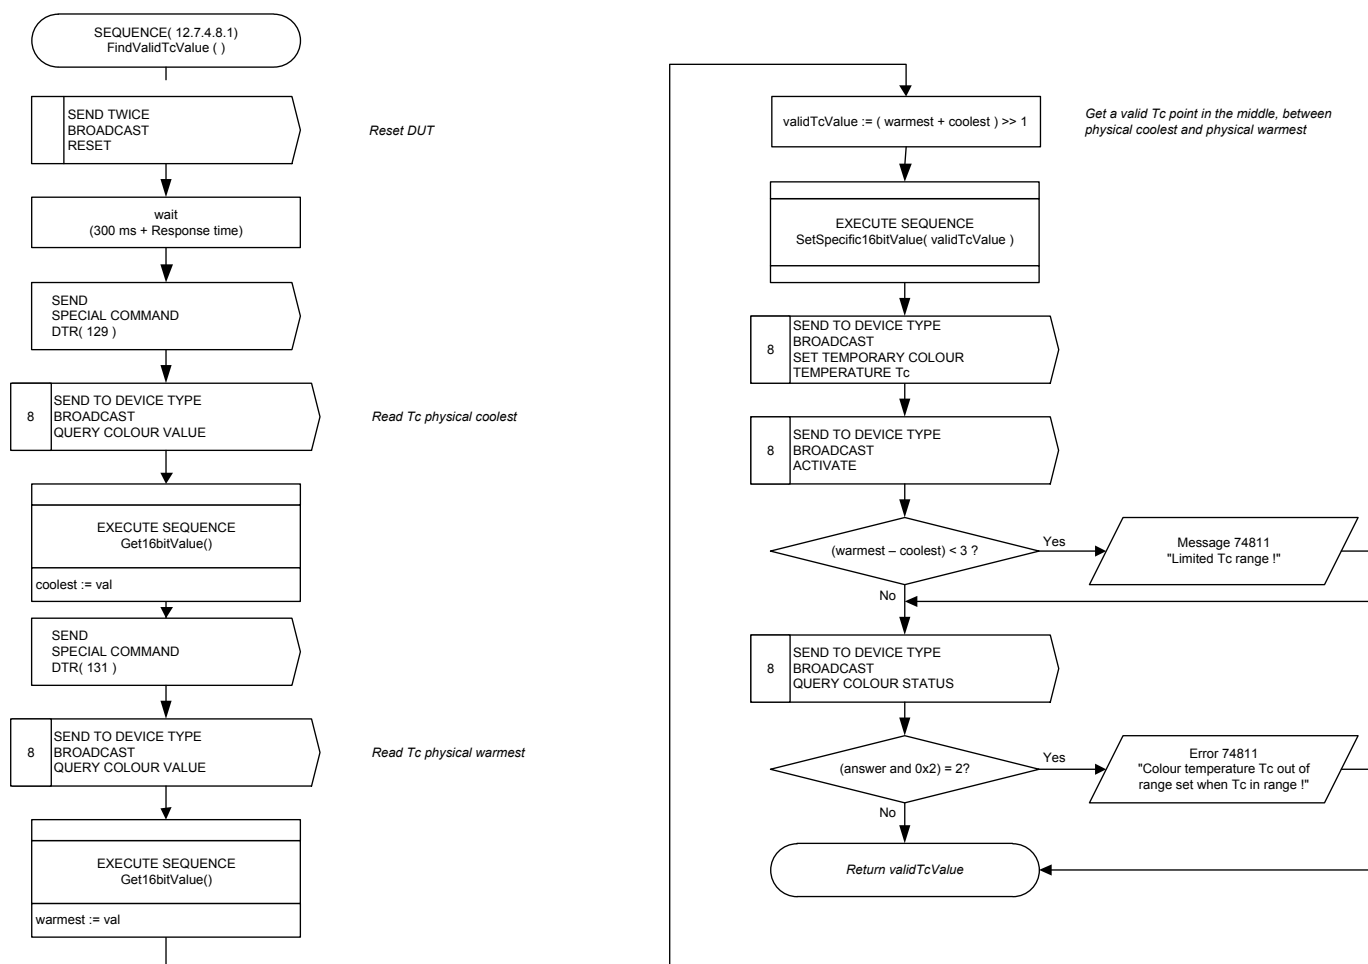 SEQUENCE( 12.7.4.8.1)
FindValidTcValue ( )
SEND TWICE
BROADCAST
RESET
Reset DUT
wait
(300 ms + Response time)
SEND
SPECIAL COMMAND
DTR( 129 )
8
SEND TO DEVICE TYPE
BROADCAST
QUERY COLOUR VALUE
Read Tc physical coolest
EXECUTE SEQUENCE
Get16bitValue()
coolest := val
SEND
SPECIAL COMMAND
DTR( 131 )
8
SEND TO DEVICE TYPE
BROADCAST
QUERY COLOUR VALUE
Read Tc physical warmest
EXECUTE SEQUENCE
Get16bitValue()
warmest := val
validTcValue := ( warmest + coolest ) >> 1
Get a valid Tc point in the middle, between
physical coolest and physical warmest
EXECUTE SEQUENCE
SetSpecific16bitValue( validTcValue )
8
SEND TO DEVICE TYPE
BROADCAST
SET TEMPORARY COLOUR
TEMPERATURE Tc
8
SEND TO DEVICE TYPE
BROADCAST
ACTIVATE
(warmest – coolest) < 3 ?
Yes
Message 74811
"Limited Tc range !"
No
8
SEND TO DEVICE TYPE
BROADCAST
QUERY COLOUR STATUS
(answer and 0x2) = 2?
Yes
Error 74811
"Colour temperature Tc out of
range set when Tc in range !"
No
Return validTcValue